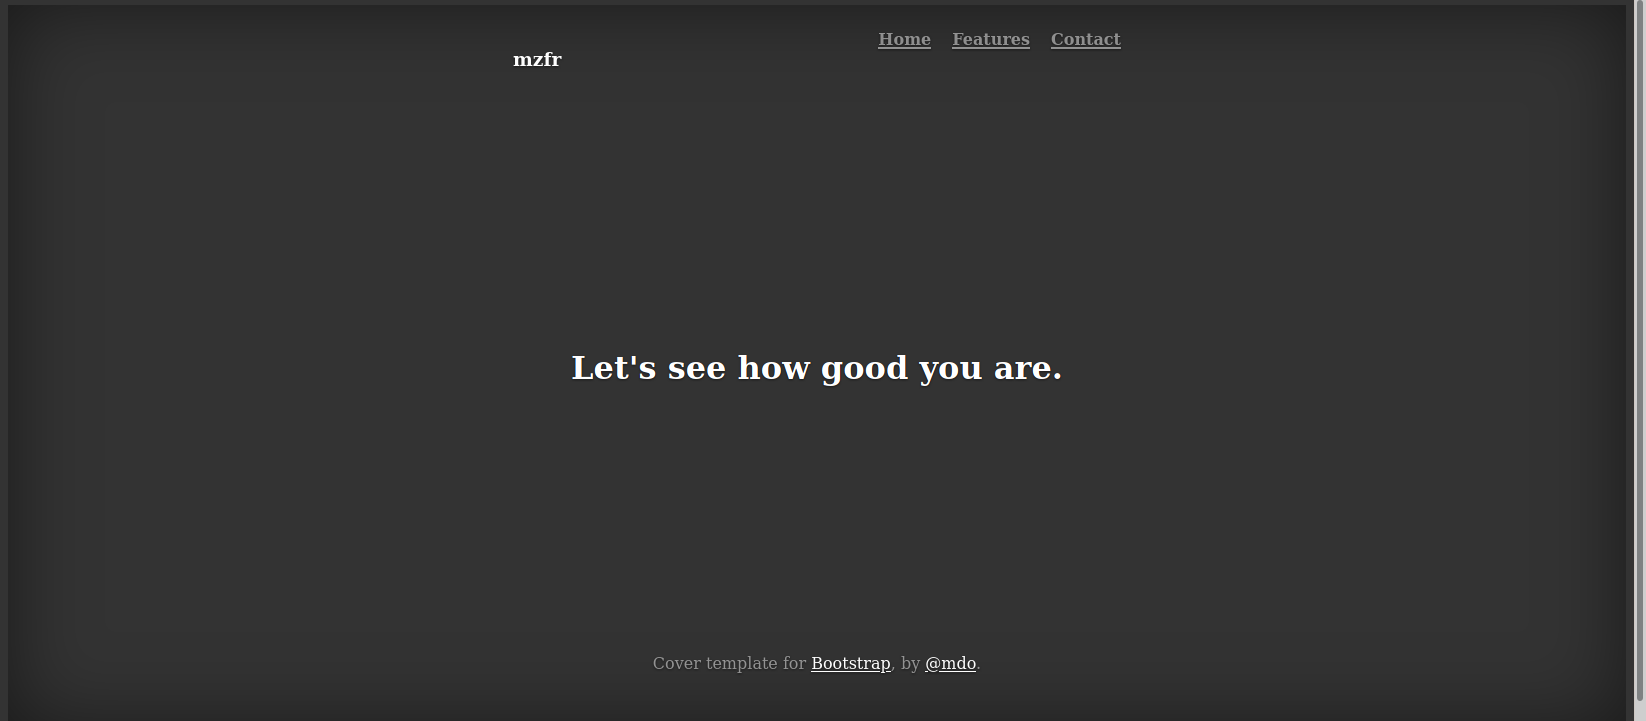 Home Features Contact
mzfr
Let's see how good you are.
Cover template for Bootstrap, by @mdo.